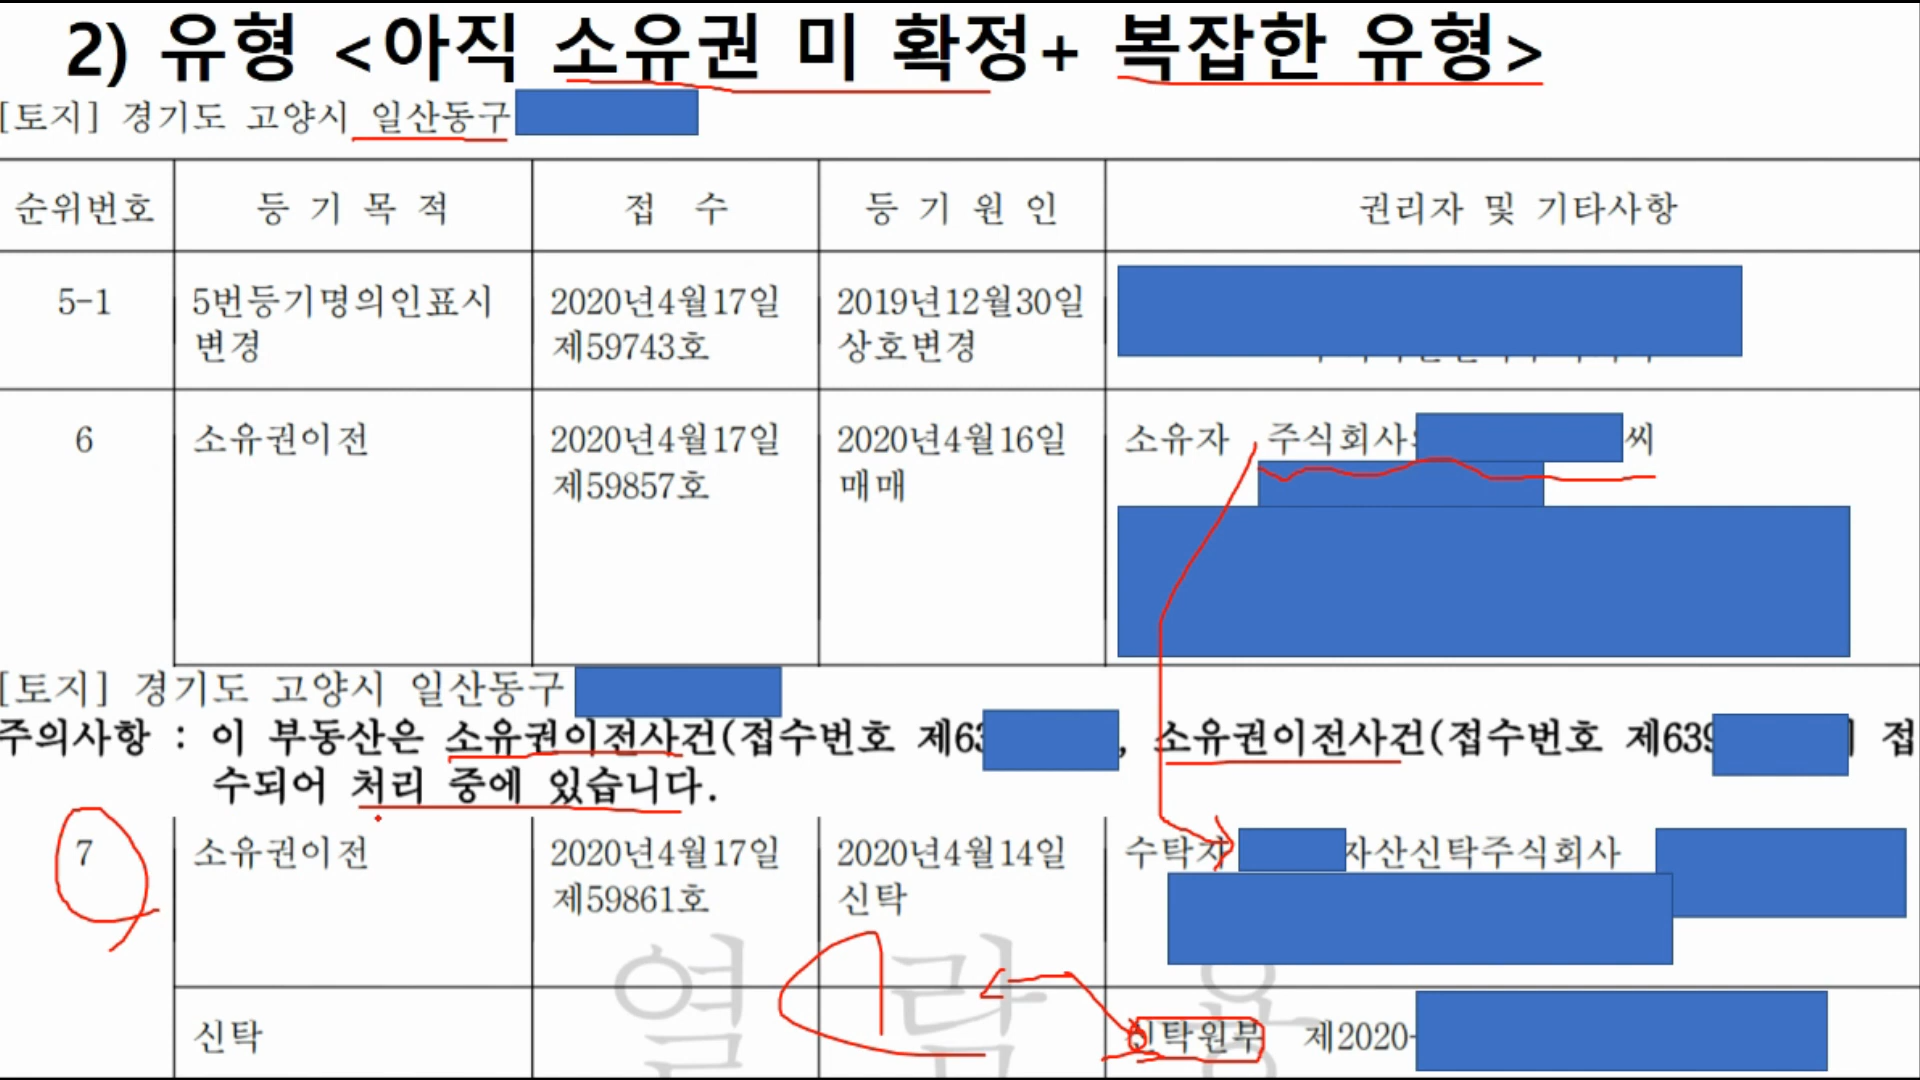 2) 유형 <아직 소유권 미 확정+ 복잡한 유형>
[토지] 경기도 고양시 일산동구
순위번호 등 기 목 적 접 수 등 기 원 인 권리자 및 기타사항
5-1 5번등기명의인표시 2020년4월17일 2019년12월30일
변경 제59743호 상호변경
6 소유권이전 2020년4월17일 2020년4월16일 소유자 주식회사 씨
제59857호 매매
[토지] 경기도 고양시 일산동구
주의사항 : 이 부동산은 소유권이전사건(접수번호 제63 , 소유권이전사건(접수번호 제639 접
수되어 처리 중에 있습니다.
7 소유권이전 2020년4월17일 2020년4월14일 수탁자 자산신탁주식회사
제59861호 신탁
열 람 용
신탁 신탁원부 제2020-